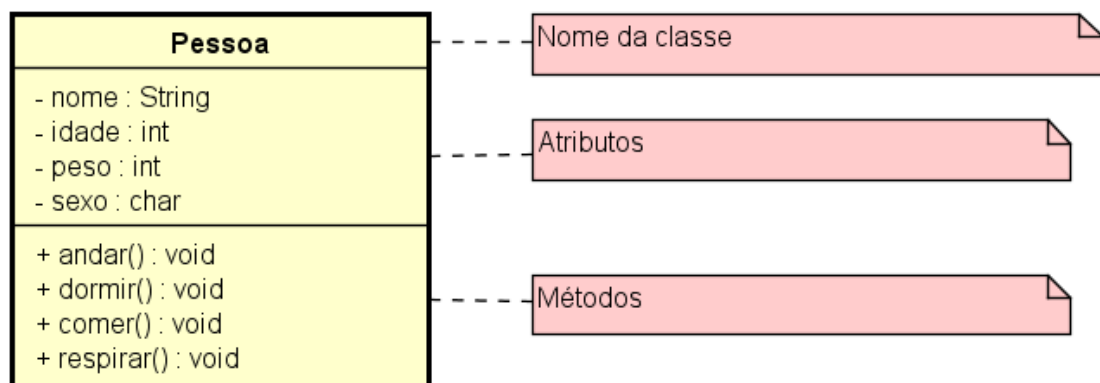 Pessoa
- nome : String
- idade : int
- peso : int
- sexo : char
+ andar() : void
+ dormir() : void
+ comer() : void
+ respirar() : void
Nome da classe
Atributos
Métodos